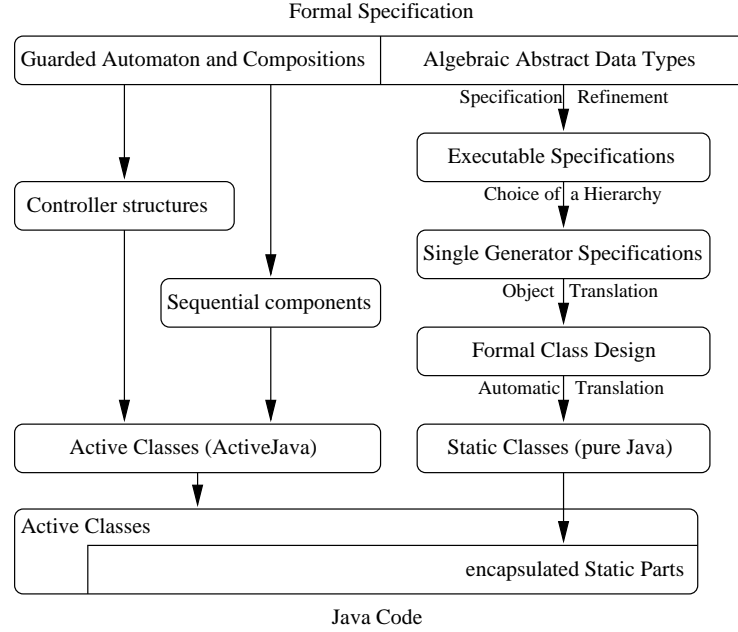 Formal Specification
Guarded Automaton and Compositions
Algebraic Abstract Data Types
Specification Refinement
Executable Specifications
Choice of a Hierarchy
Controller structures
Single Generator Specifications
Object Translation
Sequential components
Formal Class Design
Automatic Translation
Active Classes (ActiveJava)
Static Classes (pure Java)
Active Classes
encapsulated Static Parts
Java Code